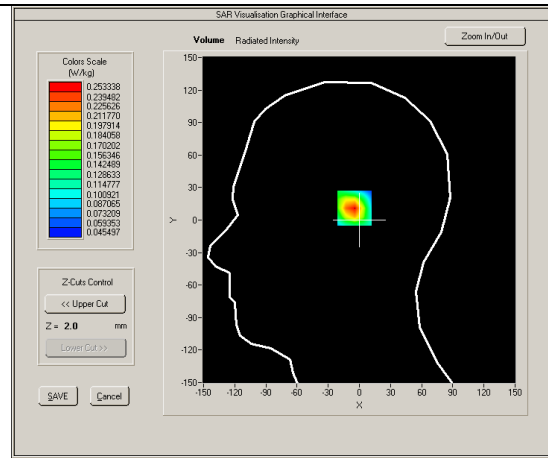 SAR Visualisation Graphical Interface
Volume Radiated Intensity
Zoom In/Out
Colors Scale
(W/kg)
0.253338
0.239482
0.225626
0.211770
0.197914
0.184058
0.170202
0.156346
0.142489
0.128633
0.114777
0.100921
0.087065
0.073209
0.059353
0.045497
Z-Cuts Control
<< Upper Cut
Z = 2.0 mm
Lower Cut >>
SAVE Cancel
150-
120-
90-
60-
30-
0-
-30-
-60-
-90-
-120-
-150-
Y
-150 -120 -90 -60 -30 0 30 60 90 120 150
X